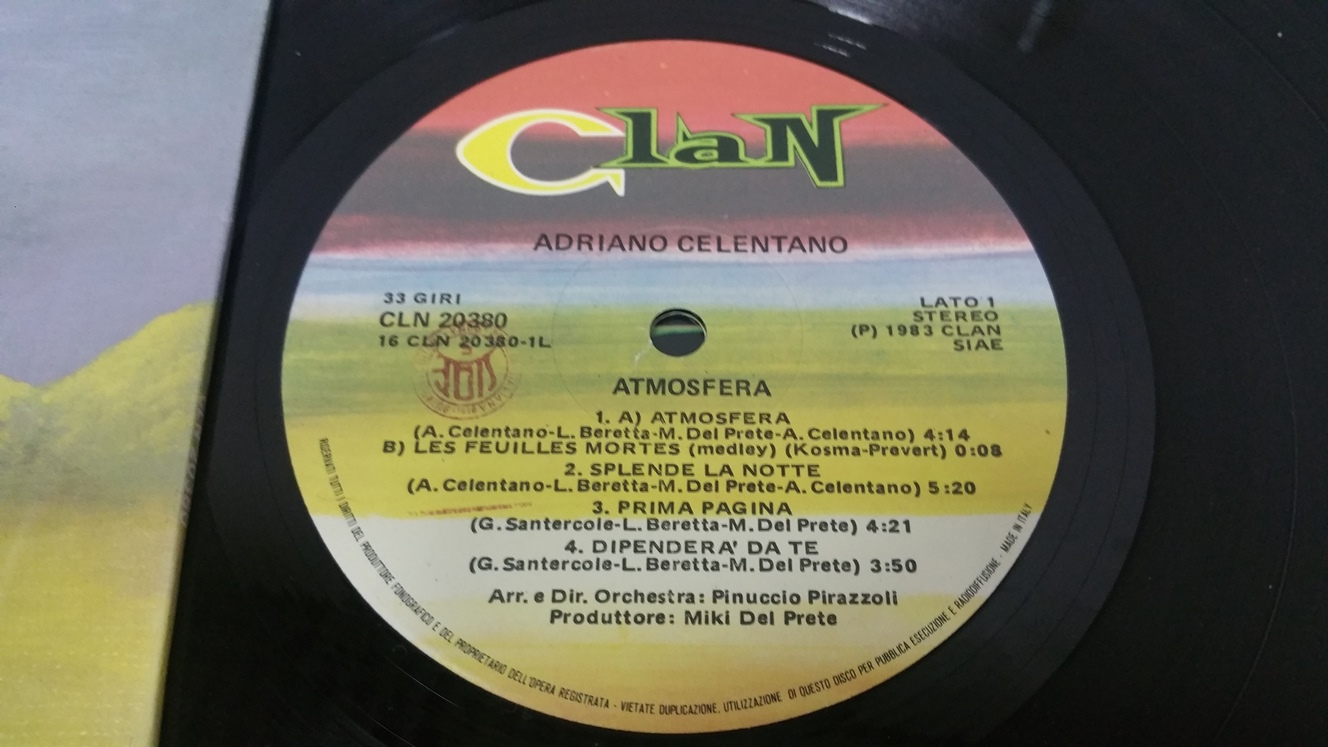 Clan
ADRIANO CELENTANO
33 GIRI
CLN 20380
16 CLN 20380-1L
LATO 1
STEREO
(P) 1983 CLAN
SIAE
ATMOSFERA
1. A) ATMOSFERA
(A. Celentano-L. Beretta-M. Del Prete-A. Celentano) 4:14
B) LES FEUILLES MORTES (medley) (Kosma-Prevert) 0:08
2. SPLENDE LA NOTTE
(A. Celentano-L. Beretta-M. Del Prete-A. Celentano) 5:20
3. PRIMA PAGINA
(G. Santercole-L. Beretta-M. Del Prete) 4:21
4. DIPENDERA' DA TE
(G. Santercole-L. Beretta-M. Del Prete) 3:50
Arr. e Dir. Orchestra: Pinuccio Pirazzoli
Produttore: Miki Del Prete
RISERVATI TUTTI I DIRITTI DEL PRODUTTORE FONOGRAFICO E DEL PROPRIETARIO DELL'OPERA REGISTRATA - VIETATE DUPLICAZIONE, UTILIZZAZIONE DI QUESTO DISCO PER PUBBLICA ESECUZIONE E RADIODIFFUSIONE - MADE IN ITALY